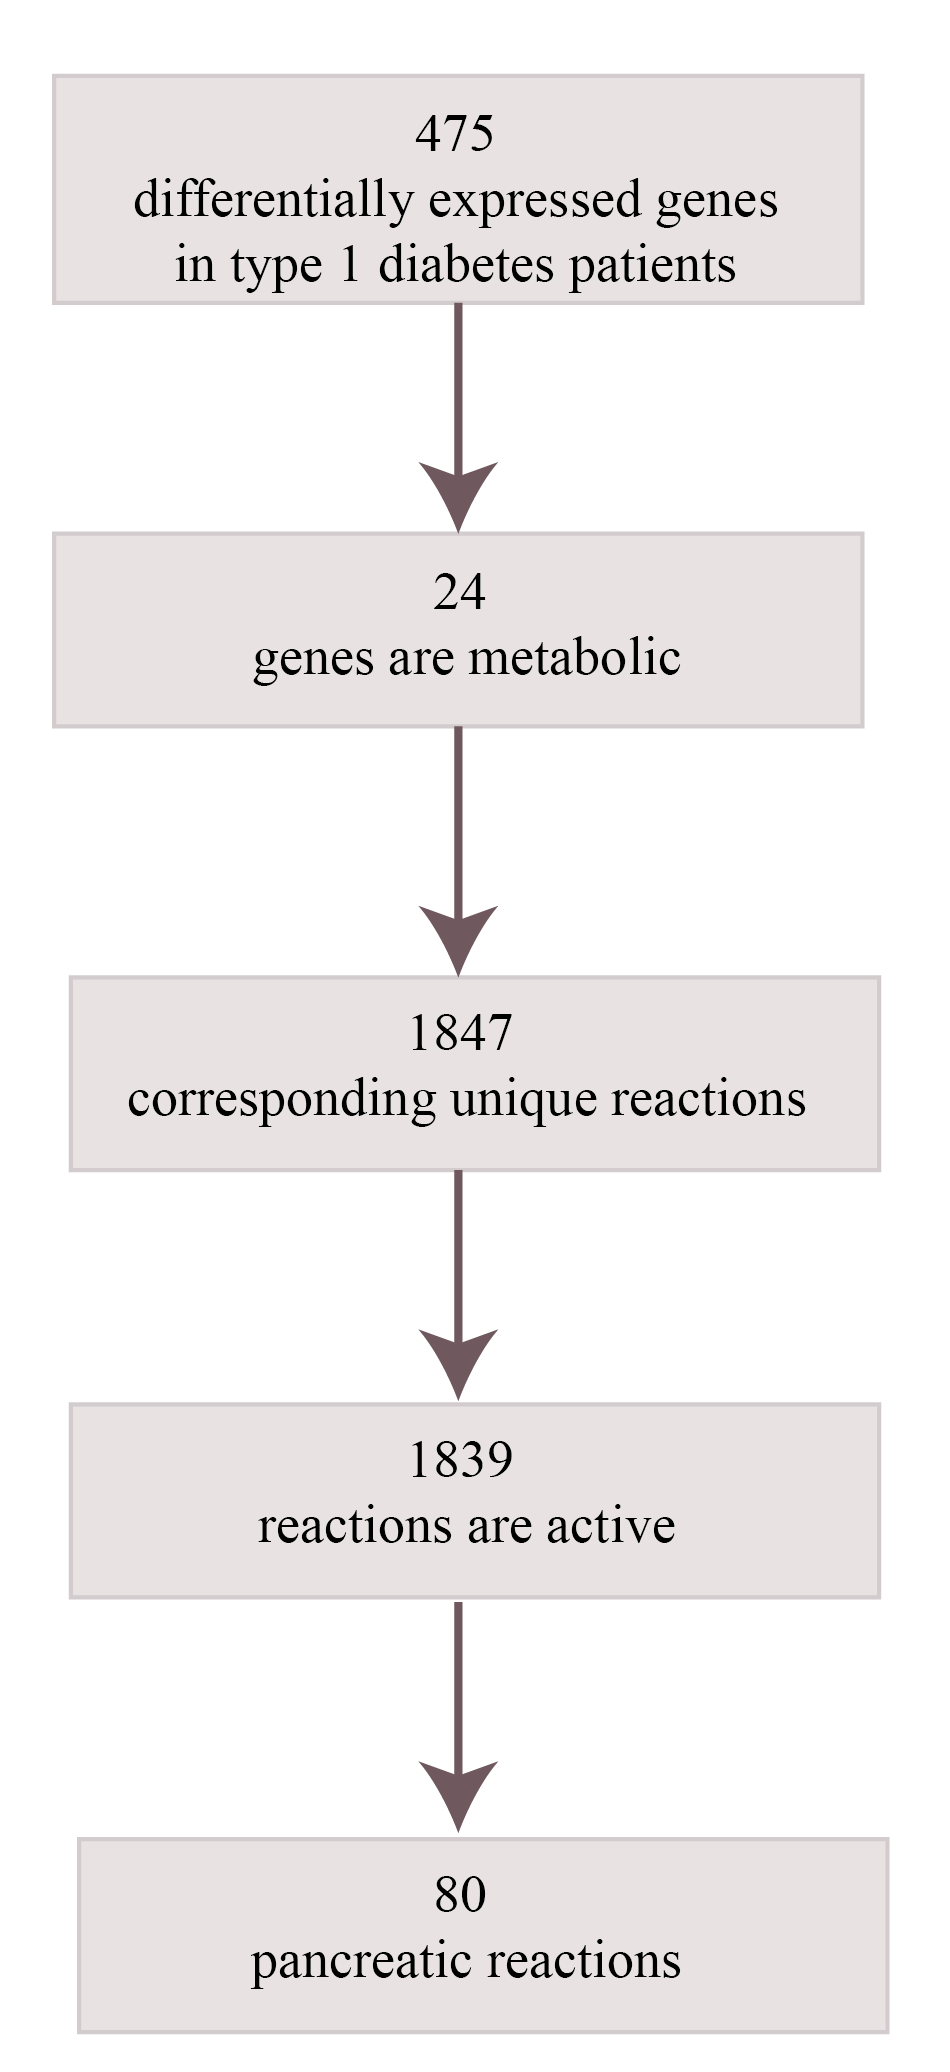 475
differentially expressed genes
in type 1 diabetes patients
24
genes are metabolic
1847
corresponding unique reactions
1839
reactions are active
80
pancreatic reactions